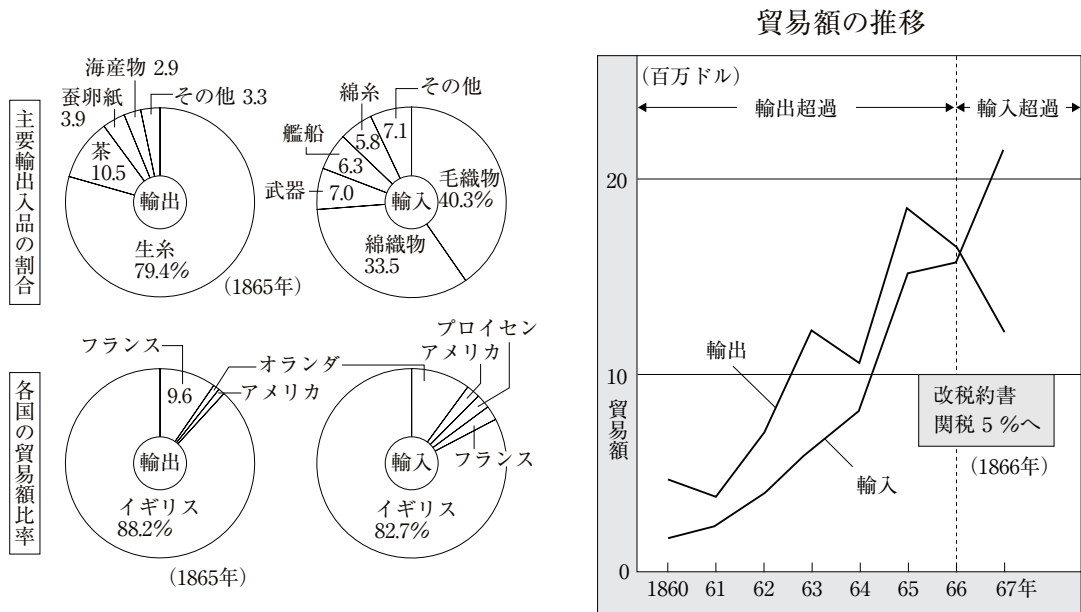 主要輸出入品の割合
海産物 2.9
蚕卵紙
3.9
その他 3.3
茶
10.5
輸出
生糸
79.4%
(1865年)
綿糸
5.8
その他
7.1
艦船
6.3
武器
7.0
輸入
毛織物
40.3%
綿織物
33.5
各国の貿易額比率
フランス
9.6
オランダ
アメリカ
輸出
イギリス
88.2%
(1865年)
プロイセン
アメリカ
輸入
フランス
イギリス
82.7%
貿易額の推移
(百万ドル)
輸出超過
輸入超過
20
10
0
貿易額
輸出
輸入
改税約書
関税 5 %へ
(1866年)
1860 61 62 63 64 65 66 67年